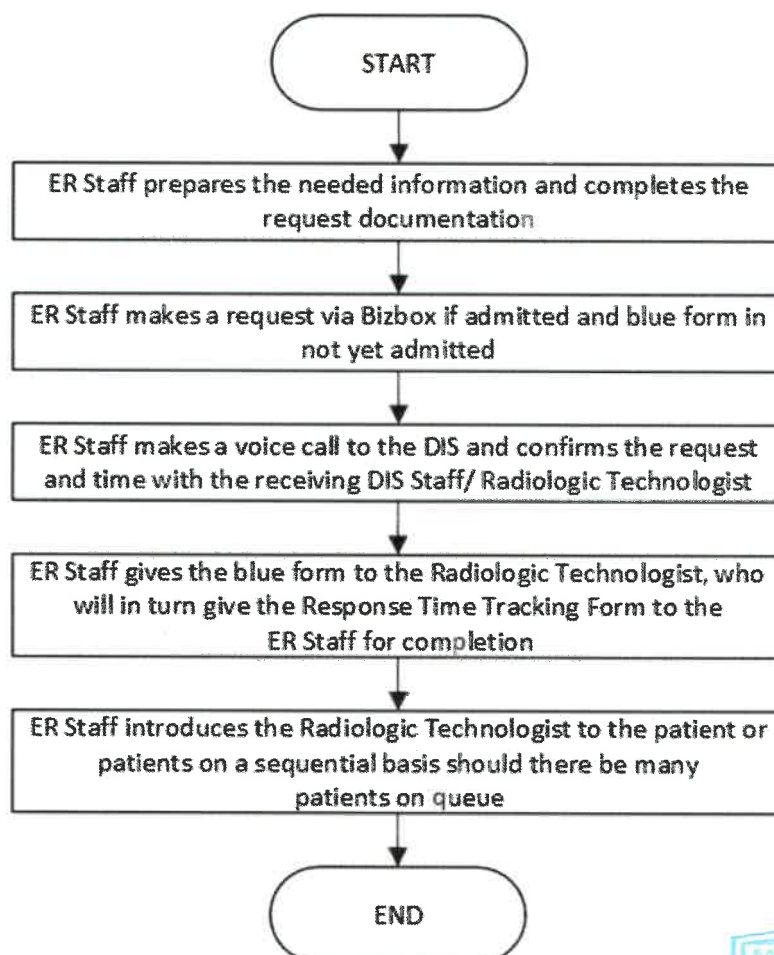 START
ER Staff prepares the needed information and completes the
request documentation
ER Staff makes a request via Bizbox if admitted and blue form in
not yet admitted
ER Staff makes a voice call to the DIS and confirms the request
and time with the receiving DIS Staff/ Radiologic Technologist
ER Staff gives the blue form to the Radiologic Technologist, who
will in turn give the Response Time Tracking Form to the
ER Staff for completion
ER Staff introduces the Radiologic Technologist to the patient or
patients on a sequential basis should there be many
patients on queue
END